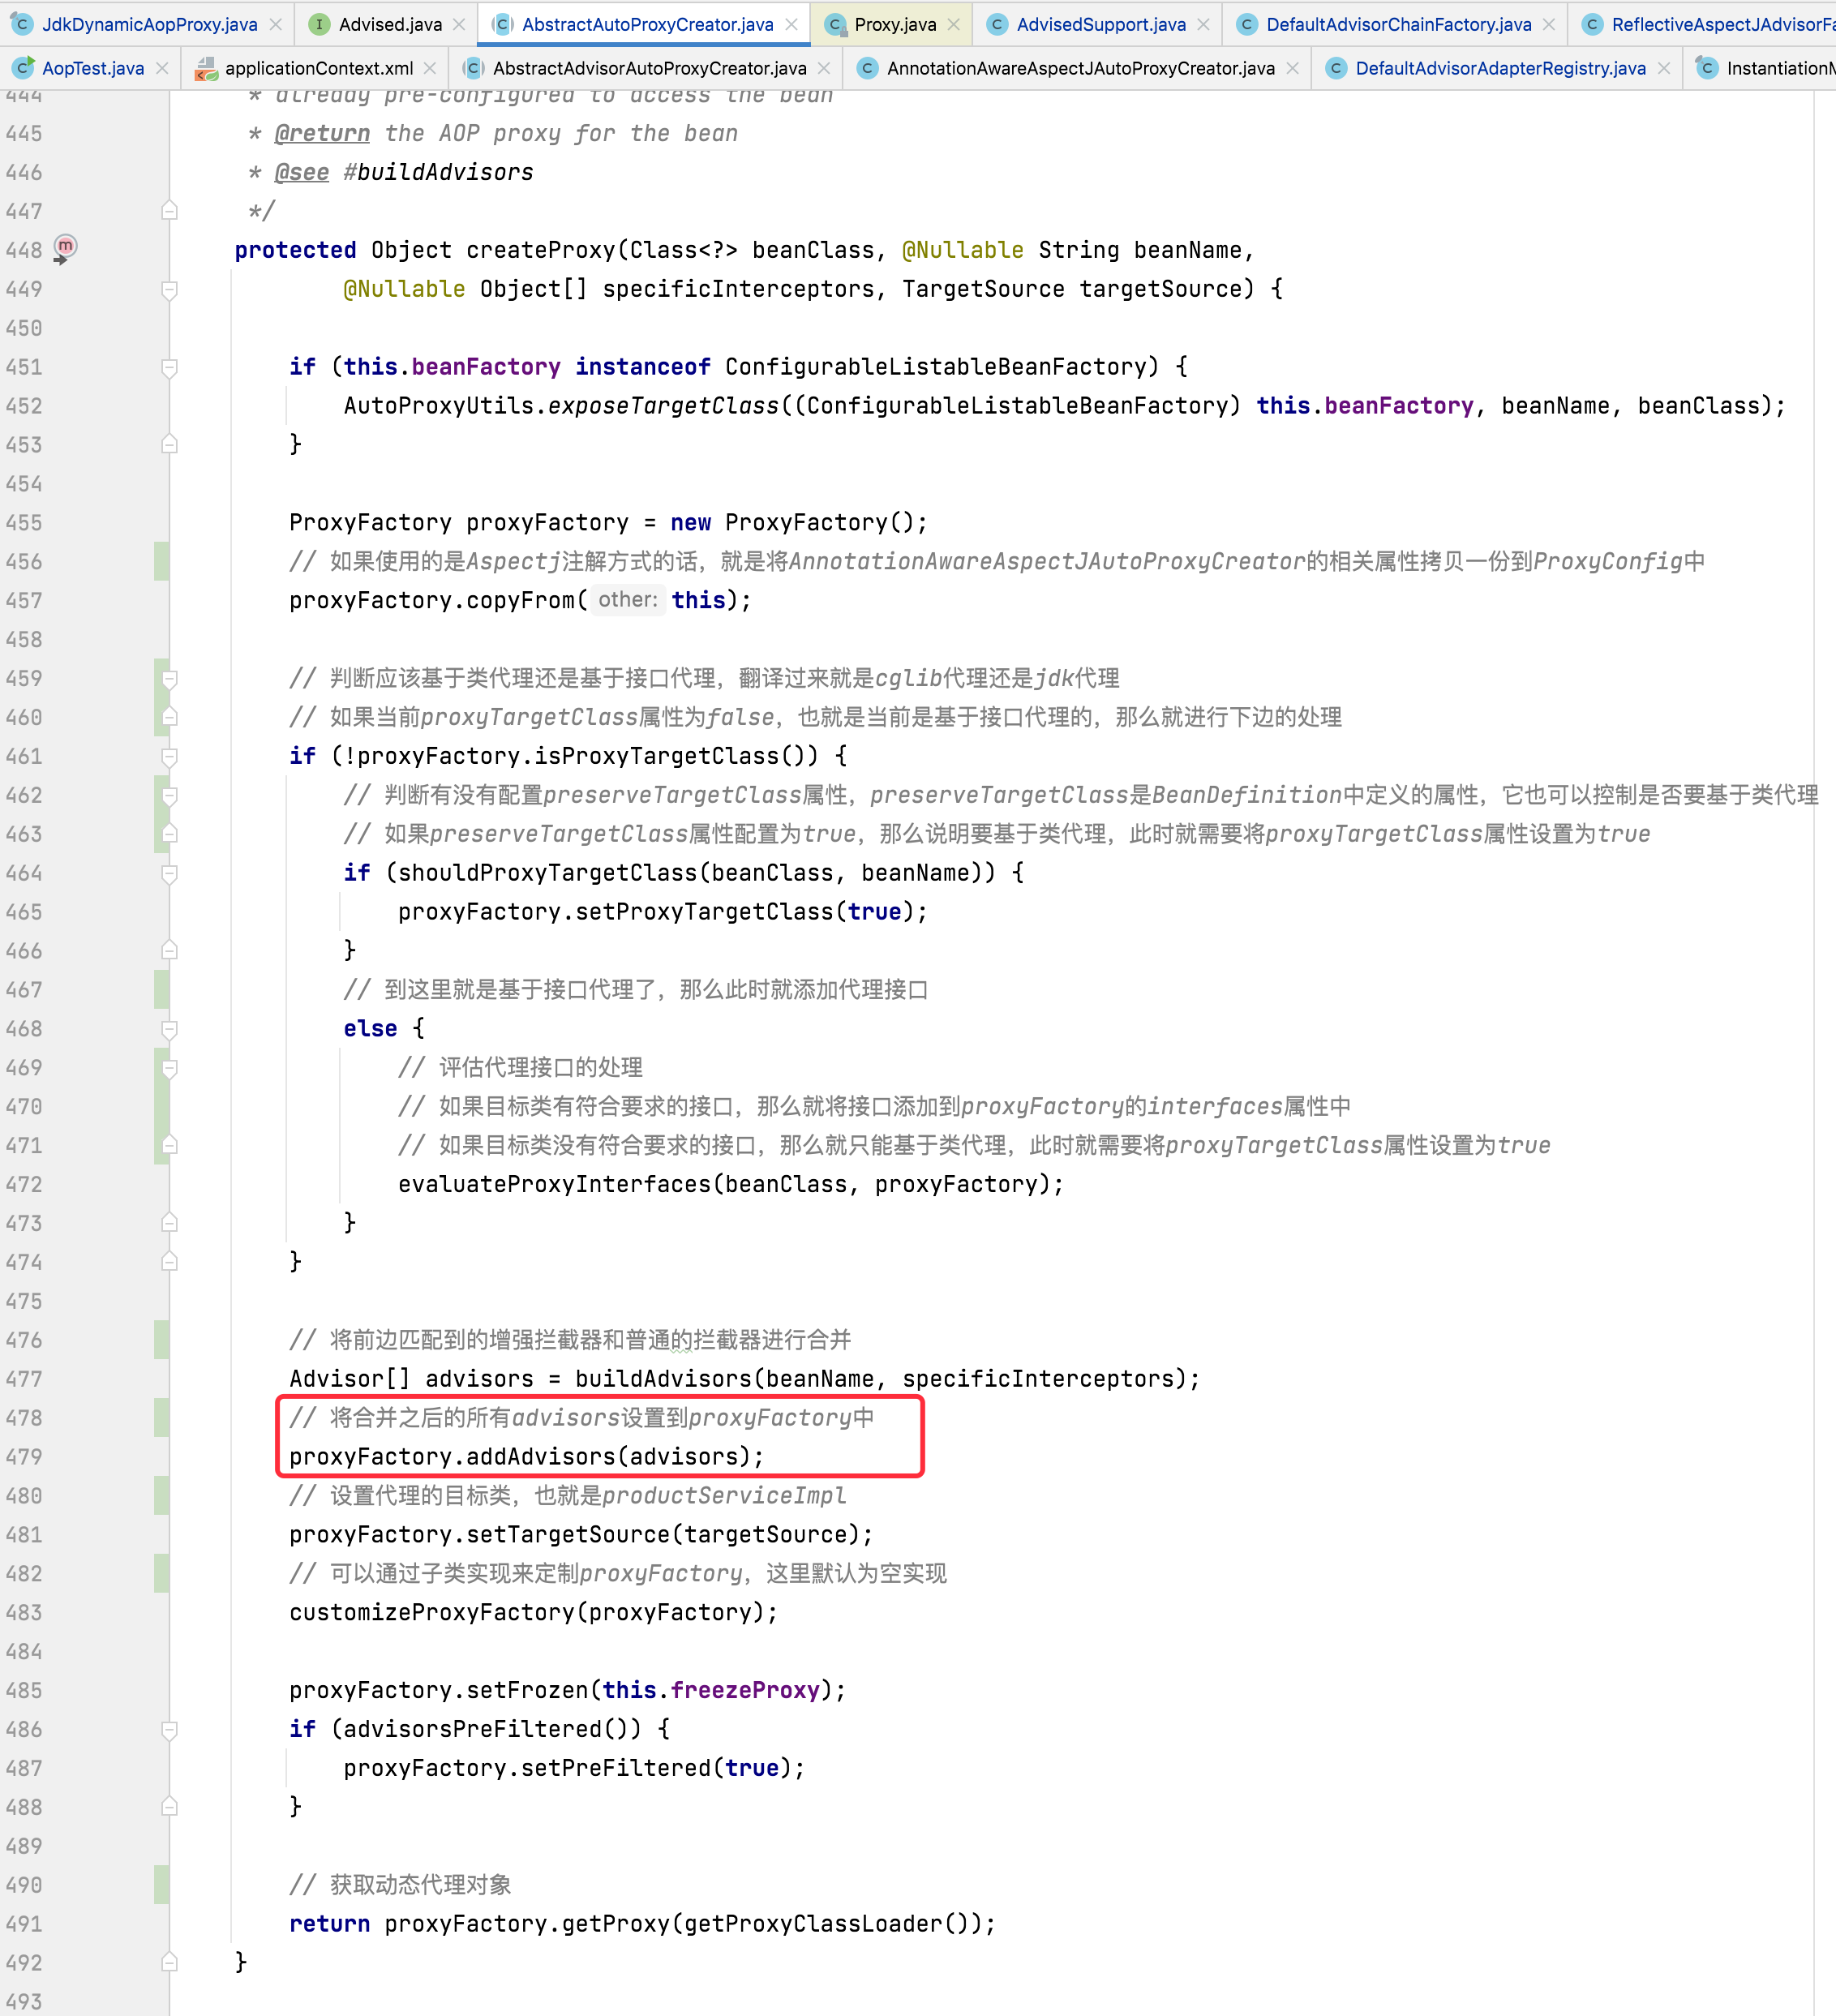 JdkDynamicAopProxy.java Advised.java AbstractAutoProxyCreator.java Proxy.java AdvisedSupport.java DefaultAdvisorChainFactory.java
AopTest.java applicationContext.xml AbstractAdvisorAutoProxyCreator.java AnnotationAwareAspectJAutoProxyCreator.java DefaultAdvisorAdapterRegistry.java
444 * already pre-configured to access the bean
445 * @return the AOP proxy for the bean
446 * @see #buildAdvisors
447 */
448 protected Object createProxy(Class<?> beanClass, @Nullable String beanName,
449 @Nullable Object[] specificInterceptors, TargetSource targetSource) {
450
451 if (this.beanFactory instanceof ConfigurableListableBeanFactory) {
452 AutoProxyUtils.exposeTargetClass((ConfigurableListableBeanFactory) this.beanFactory, beanName, beanClass);
453 }
454
455 ProxyFactory proxyFactory = new ProxyFactory();
456 // 如果使用的是Aspectj注解方式的话，就是将AnnotationAwareAspectJAutoProxyCreator的相关属性拷贝一份到ProxyConfig中
457 proxyFactory.copyFrom( other: this);
458
459 // 判断应该基于类代理还是基于接口代理，翻译过来就是cglib代理还是jdk代理
460 // 如果当前proxyTargetClass属性为false，也就是当前是基于接口代理的，那么就进行下边的处理
461 if (!proxyFactory.isProxyTargetClass()) {
462 // 判断有没有配置preserveTargetClass属性，preserveTargetClass是BeanDefinition中定义的属性，它也可以控制是否要基于类代理
463 // 如果preserveTargetClass属性配置为true，那么说明要基于类代理，此时就需要将proxyTargetClass属性设置为true
464 if (shouldProxyTargetClass(beanClass, beanName)) {
465 proxyFactory.setProxyTargetClass(true);
466 }
467 // 到这里就是基于接口代理了，那么此时就添加代理接口
468 else {
469 // 评估代理接口的处理
470 // 如果目标类有符合要求的接口，那么就将接口添加到proxyFactory的interfaces属性中
471 // 如果目标类没有符合要求的接口，那么就只能基于类代理，此时就需要将proxyTargetClass属性设置为true
472 evaluateProxyInterfaces(beanClass, proxyFactory);
473 }
474 }
475
476 // 将前边匹配到的增强拦截器和普通的拦截器进行合并
477 Advisor[] advisors = buildAdvisors(beanName, specificInterceptors);
478 // 将合并之后的所有advisors设置到proxyFactory中
479 proxyFactory.addAdvisors(advisors);
480 // 设置代理的目标类，也就是productServiceImpl
481 proxyFactory.setTargetSource(targetSource);
482 // 可以通过子类实现来定制proxyFactory，这里默认为空实现
483 customizeProxyFactory(proxyFactory);
484
485 proxyFactory.setFrozen(this.freezeProxy);
486 if (advisorsPreFiltered()) {
487 proxyFactory.setPreFiltered(true);
488 }
489
490 // 获取动态代理对象
491 return proxyFactory.getProxy(getProxyClassLoader());
492 }
493